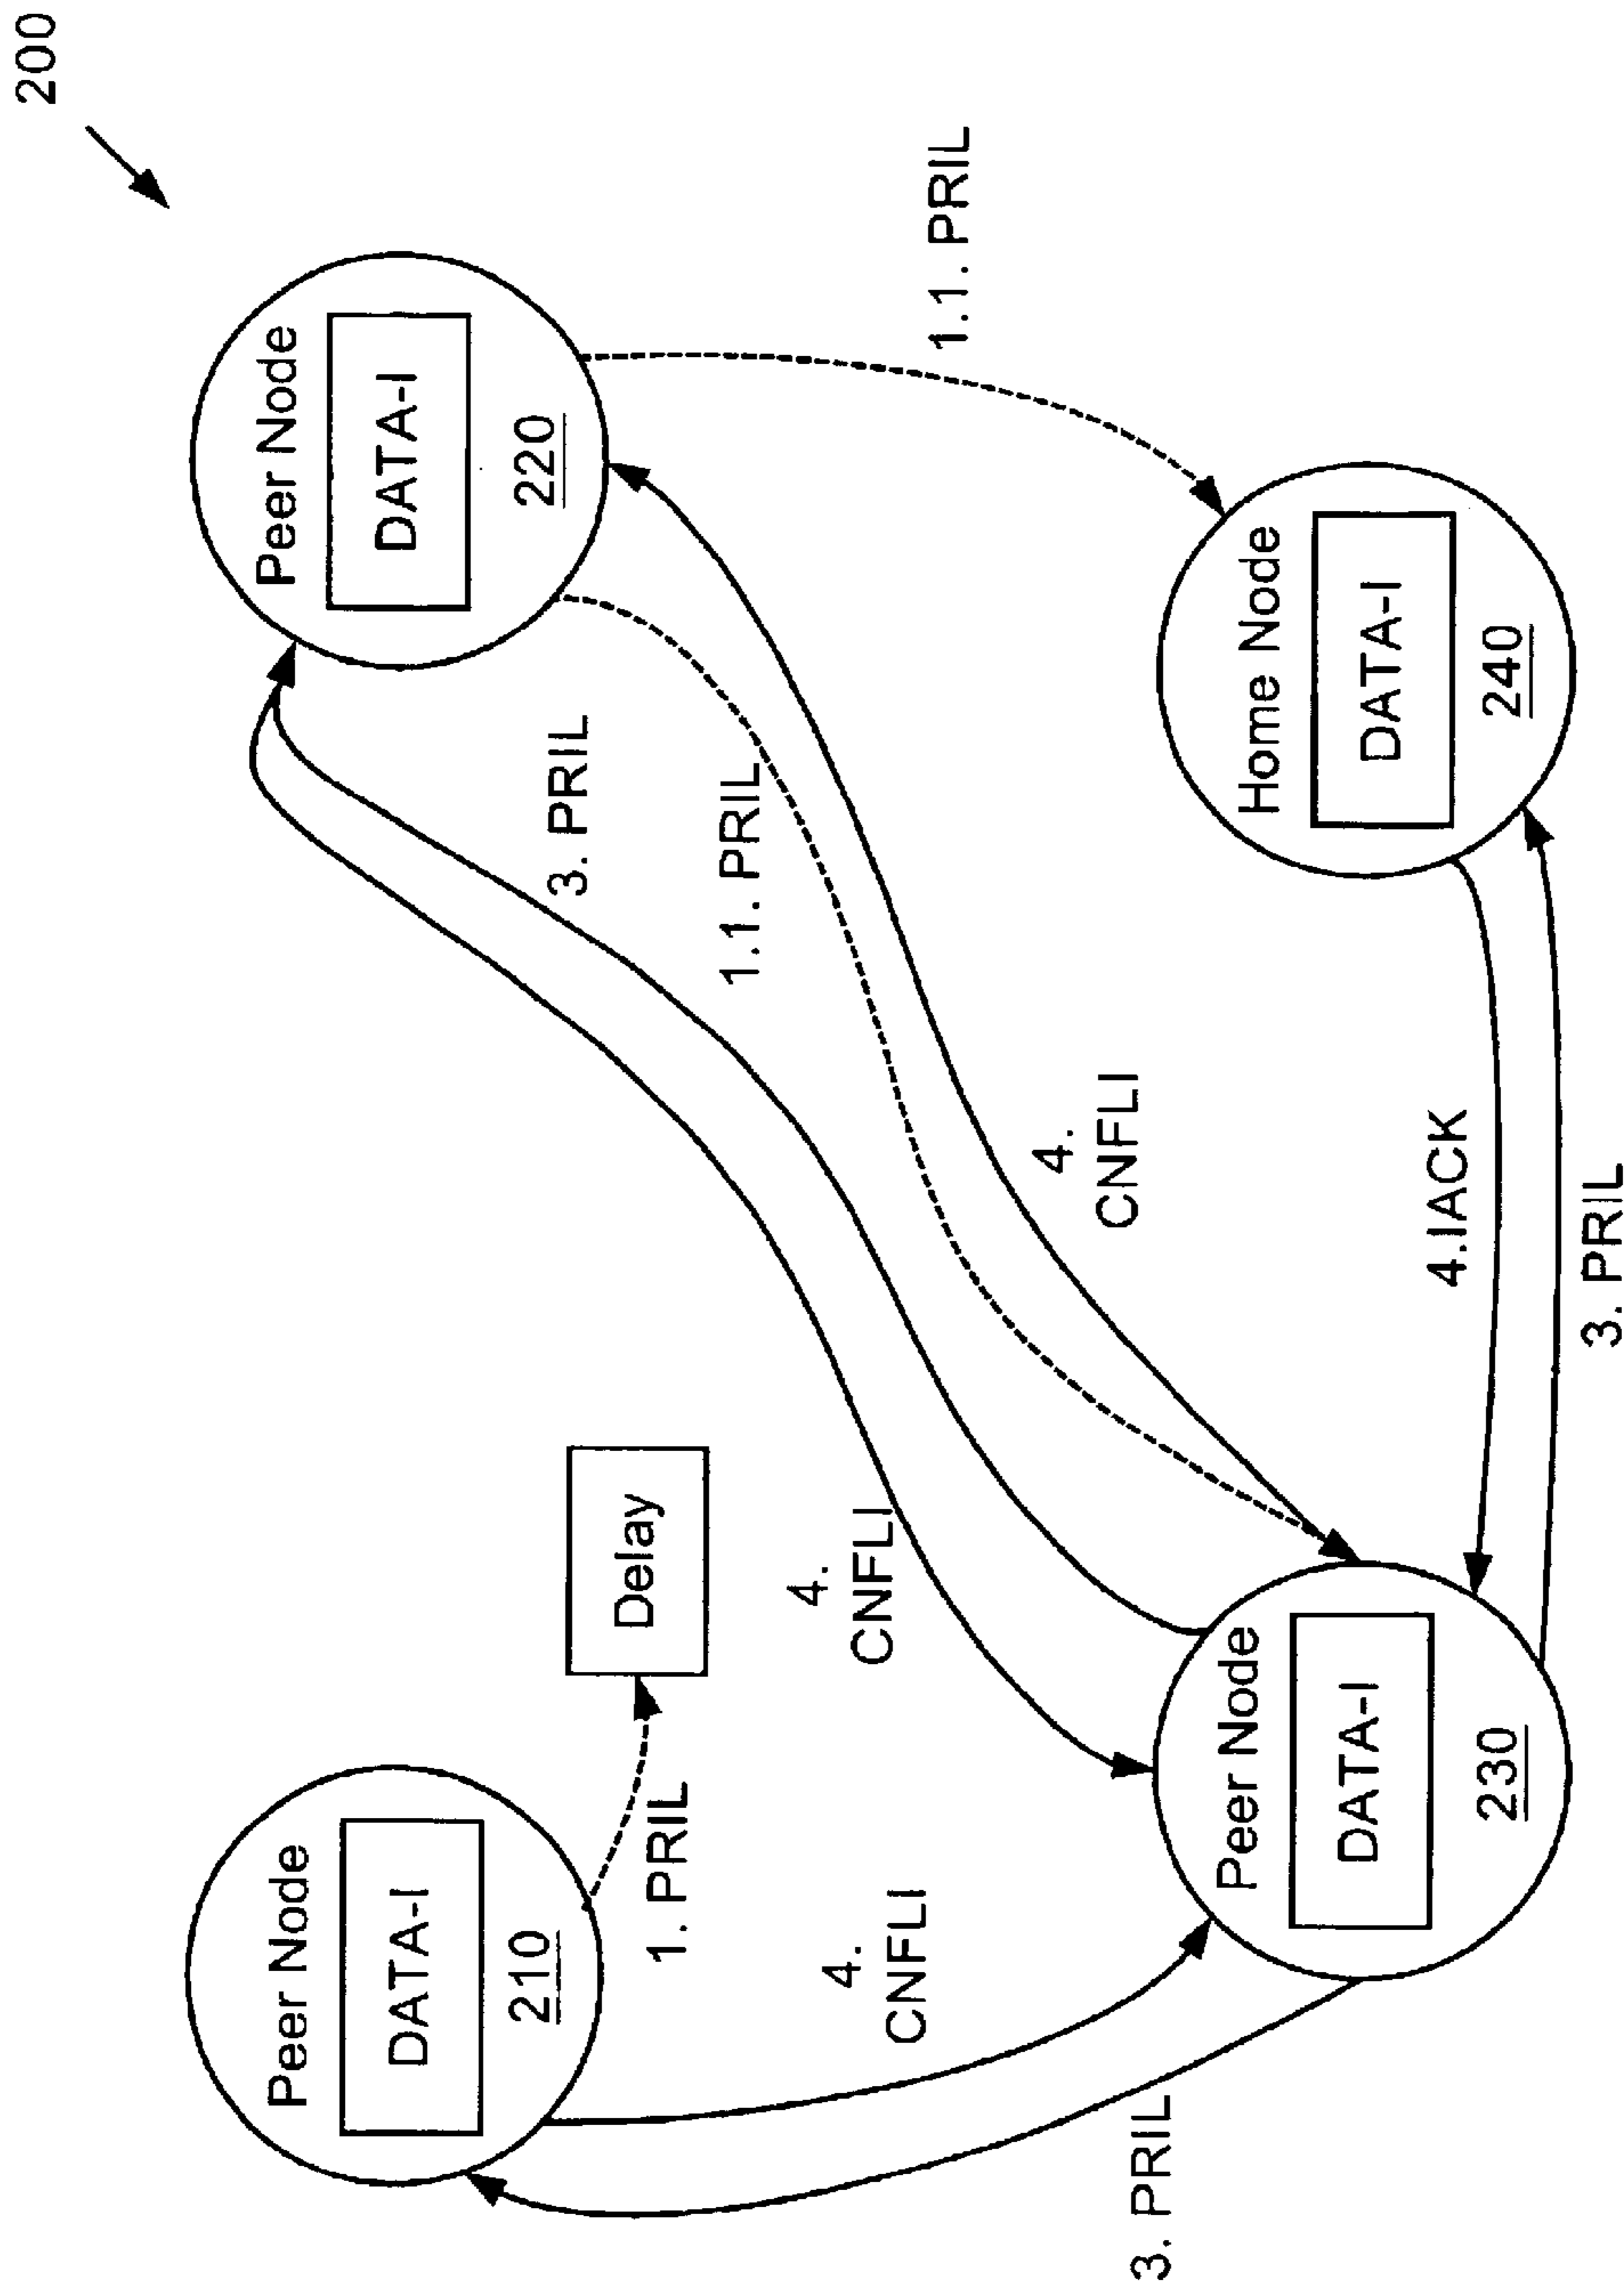 200
Peer Node
DATA-I
210
Peer Node
DATA-I
220
1. PRIL
Delay
3. PRIL
1.1. PRIL
1.1. PRIL
4.
CNFLI
4.
CNFLI
4.
CNFLI
3. PRIL
Peer Node
DATA-I
230
Home Node
DATA-I
240
4.IACK
3. PRIL